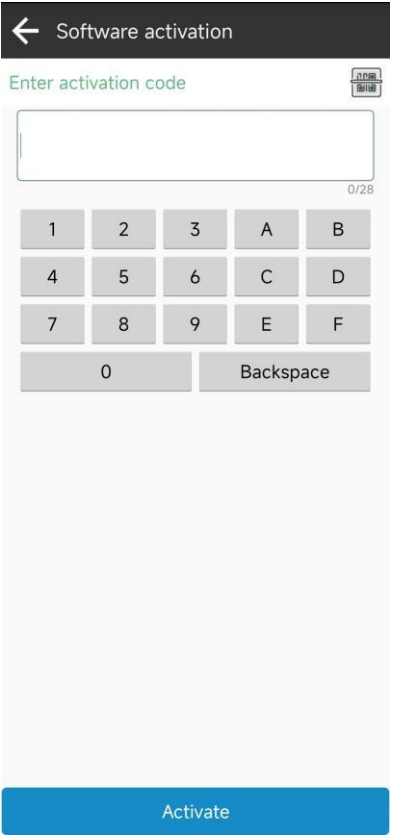 Software activation
Enter activation code
0/28
1 2 3 A B
4 5 6 C D
7 8 9 E F
0 Backspace
Activate